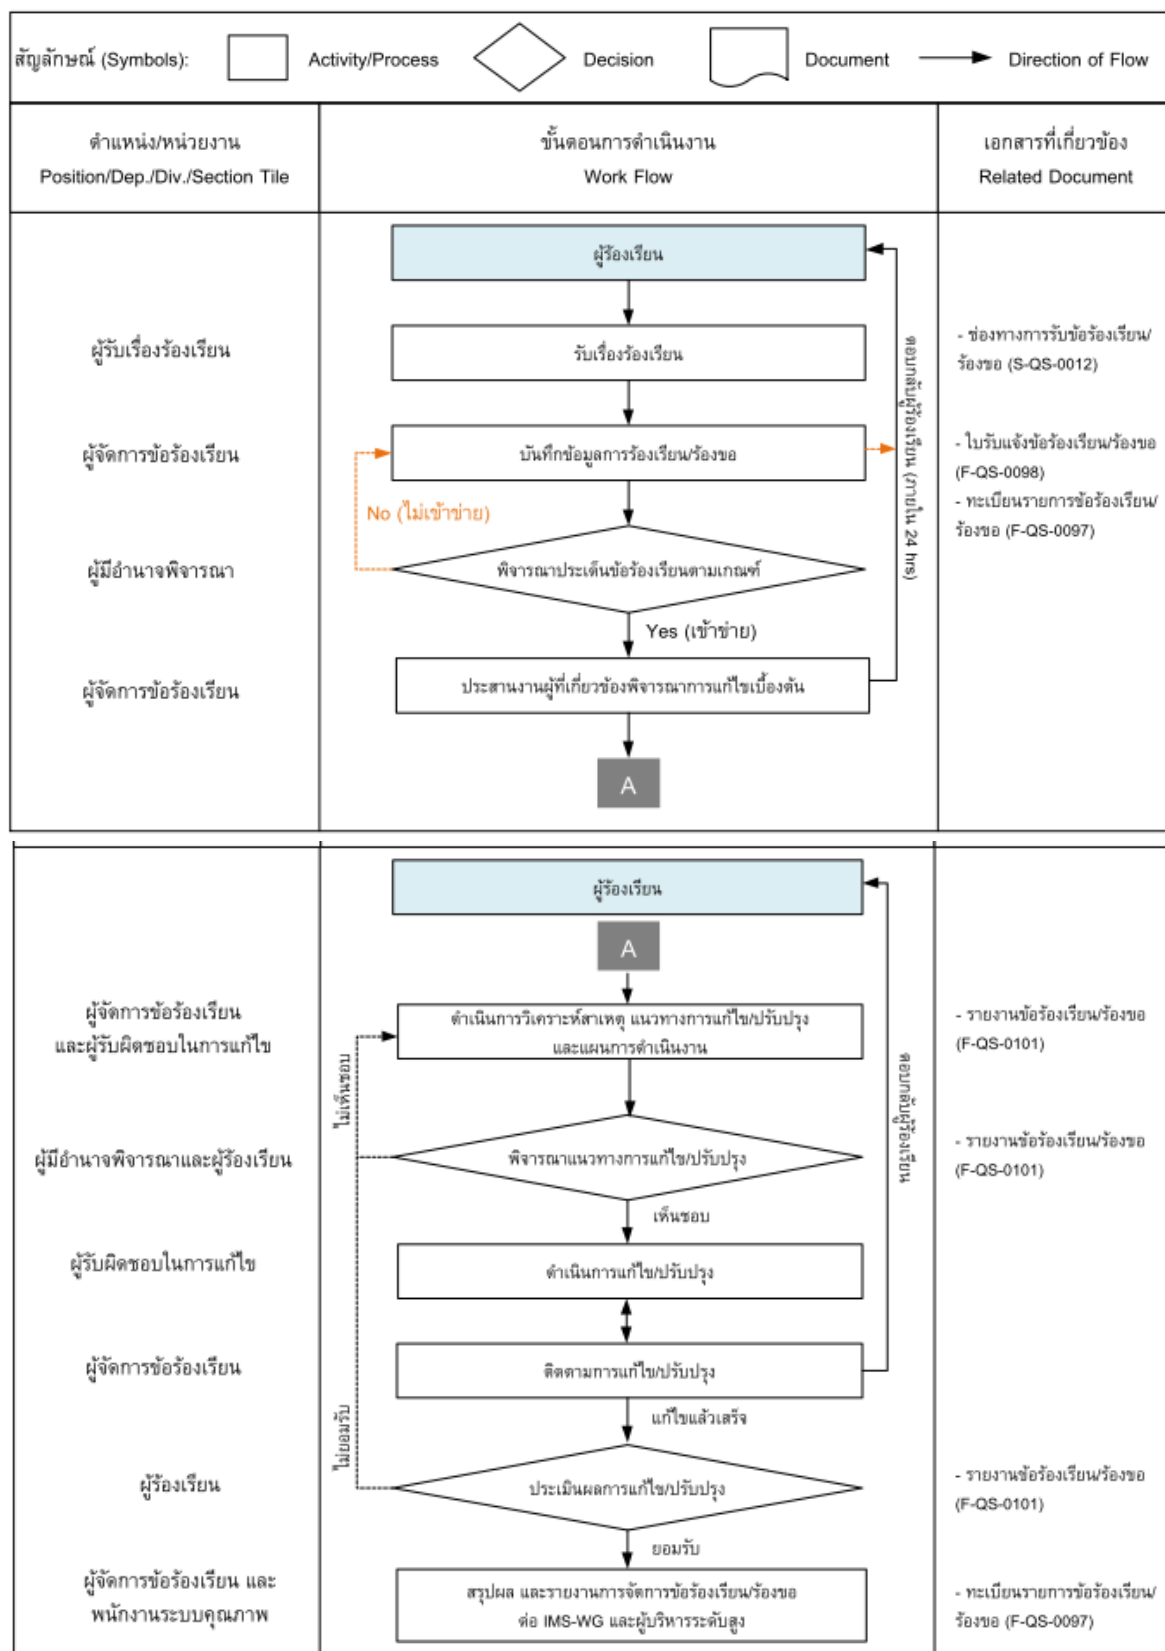 สัญลักษณ์ (Symbols): Activity/Process Decision Document Direction of Flow
ตำแหน่ง/หน่วยงาน
Position/Dep./Div./Section Tile
ขั้นตอนการดำเนินงาน
Work Flow
เอกสารที่เกี่ยวข้อง
Related Document
ผู้ร้องเรียน
ผู้รับเรื่องร้องเรียน
รับเรื่องร้องเรียน
- ช่องทางการรับข้อร้องเรียน/
ร้องขอ (S-QS-0012)
ตอบกลับผู้ร้องเรียน (ภายใน 24 hrs)
ผู้จัดการข้อร้องเรียน
บันทึกข้อมูลการร้องเรียน/ร้องขอ
- ใบรับแจ้งข้อร้องเรียน/ร้องขอ
(F-QS-0098)
- ทะเบียนรายการข้อร้องเรียน/
ร้องขอ (F-QS-0097)
No (ไม่เข้าข่าย)
ผู้มีอำนาจพิจารณา
พิจารณาประเด็นข้อร้องเรียนตามเกณฑ์
Yes (เข้าข่าย)
ผู้จัดการข้อร้องเรียน
ประสานงานผู้ที่เกี่ยวข้องพิจารณาการแก้ไขเบื้องต้น
A
ผู้ร้องเรียน
A
ผู้จัดการข้อร้องเรียน
และผู้รับผิดชอบในการแก้ไข
ดำเนินการวิเคราะห์สาเหตุ แนวทางการแก้ไข/ปรับปรุง
และแผนการดำเนินงาน
- รายงานข้อร้องเรียน/ร้องขอ
(F-QS-0101)
ไม่เห็นชอบ
ตอบกลับผู้ร้องเรียน
ผู้มีอำนาจพิจารณาและผู้ร้องเรียน
พิจารณาแนวทางการแก้ไข/ปรับปรุง
- รายงานข้อร้องเรียน/ร้องขอ
(F-QS-0101)
เห็นชอบ
ผู้รับผิดชอบในการแก้ไข
ดำเนินการแก้ไข/ปรับปรุง
ผู้จัดการข้อร้องเรียน
ติดตามการแก้ไข/ปรับปรุง
แก้ไขแล้วเสร็จ
ไม่ยอมรับ
ผู้ร้องเรียน
ประเมินผลการแก้ไข/ปรับปรุง
- รายงานข้อร้องเรียน/ร้องขอ
(F-QS-0101)
ยอมรับ
ผู้จัดการข้อร้องเรียน และ
พนักงานระบบคุณภาพ
สรุปผล และรายงานการจัดการข้อร้องเรียน/ร้องขอ
ต่อ IMS-WG และผู้บริหารระดับสูง
- ทะเบียนรายการข้อร้องเรียน/
ร้องขอ (F-QS-0097)